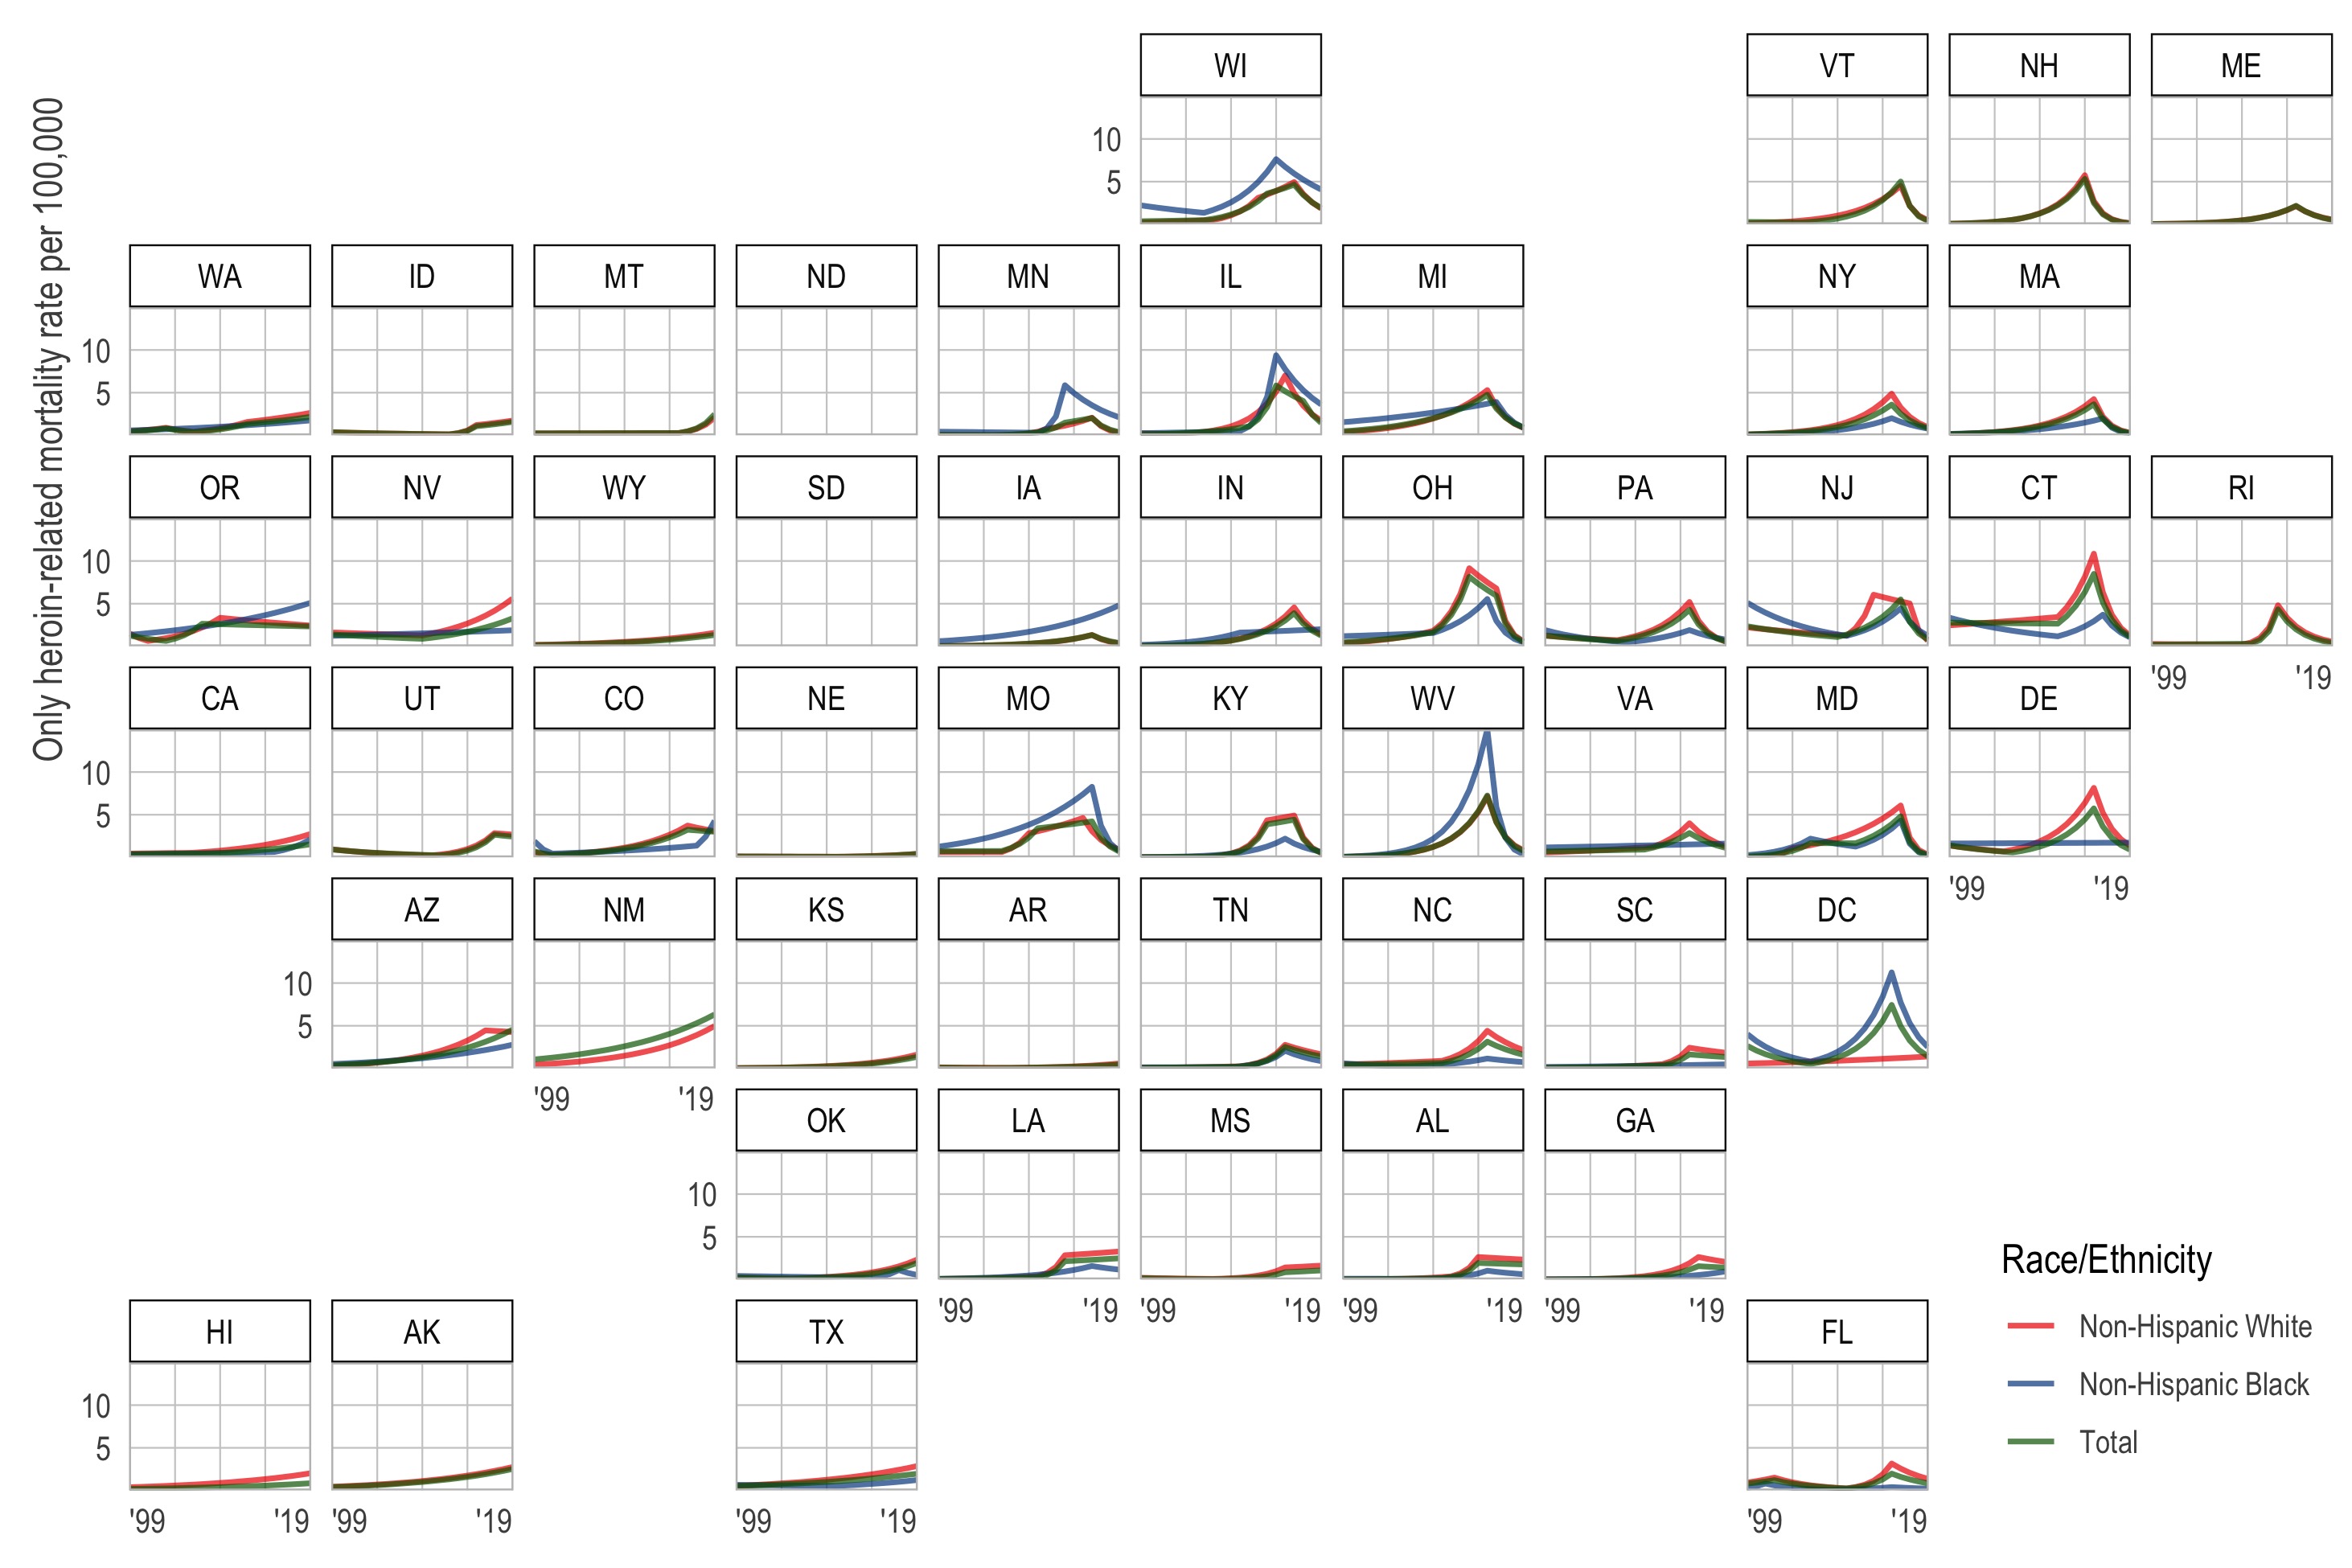 Only heroin-related mortality rate per 100,000
WI VT NH ME
10
5
WA ID MT ND MN IL MI NY MA
10
5
OR NV WY SD IA IN OH PA NJ CT RI
10
5
'99 '19
CA UT CO NE MO KY WV VA MD DE
10
5
'99 '19
AZ NM KS AR TN NC SC DC
10
5
'99 '19
OK LA MS AL GA
10
5
'99 '19 '99 '19 '99 '19 '99 '19
HI AK TX FL
10
5
'99 '19 '99 '19 '99 '19 '99 '19
Race/Ethnicity
Non-Hispanic White
Non-Hispanic Black
Total